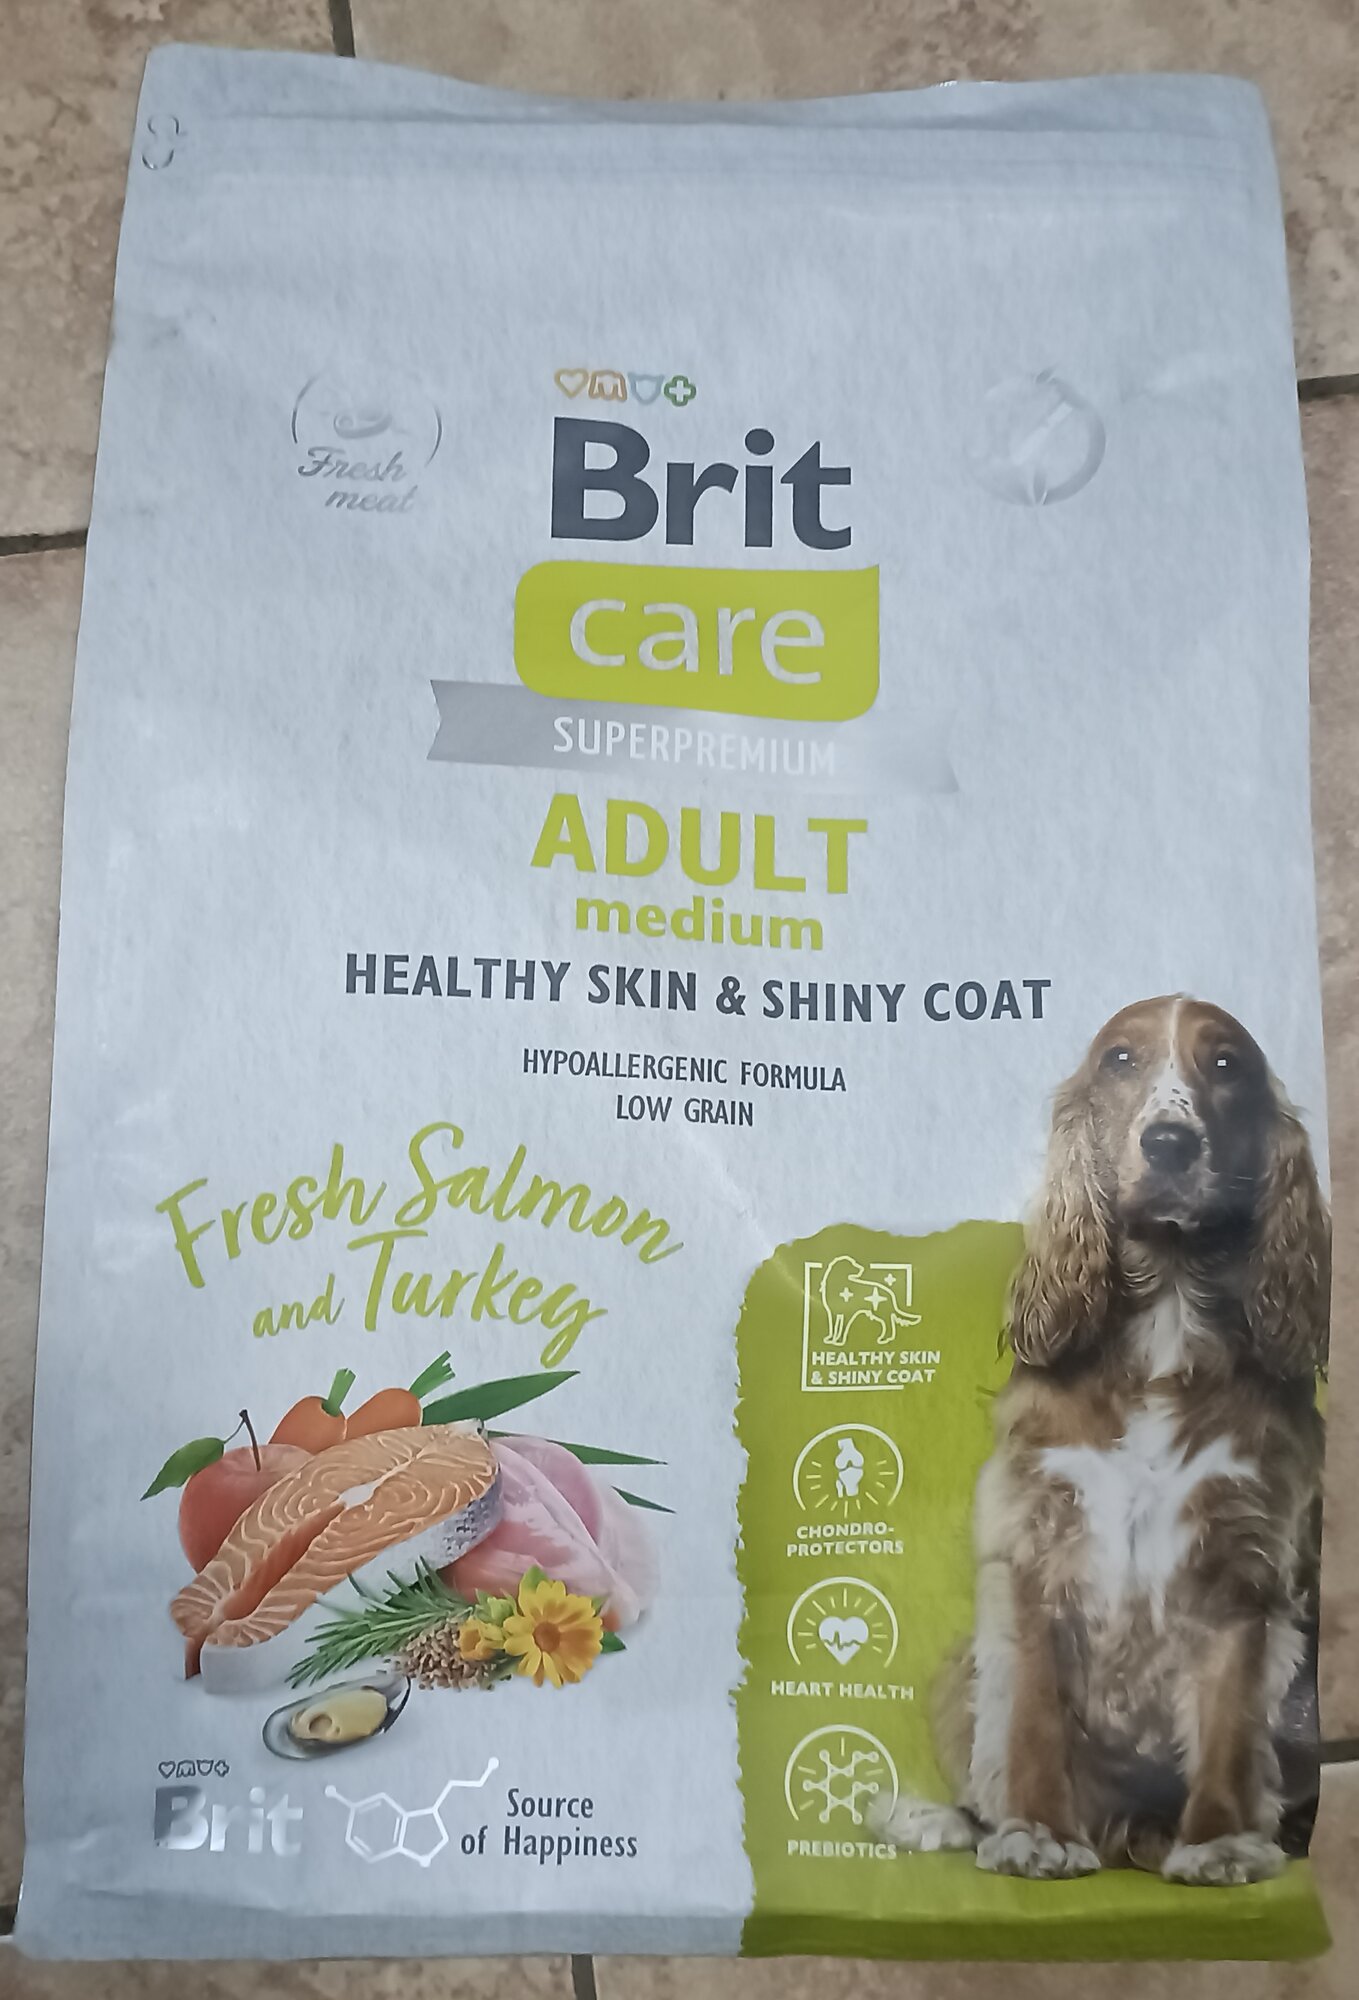 Fresh
meat
Brit
care
SUPERPREMIUM
ADULT
medium
HEALTHY SKIN & SHINY COAT
HYPOALLERGENIC FORMULA
LOW GRAIN
Fresh Salmon
and Turkey
HEALTHY SKIN
& SHINY COAT
CHONDRO-
PROTECTORS
HEART HEALTH
PREBIOTICS
Brit
Source
of Happiness